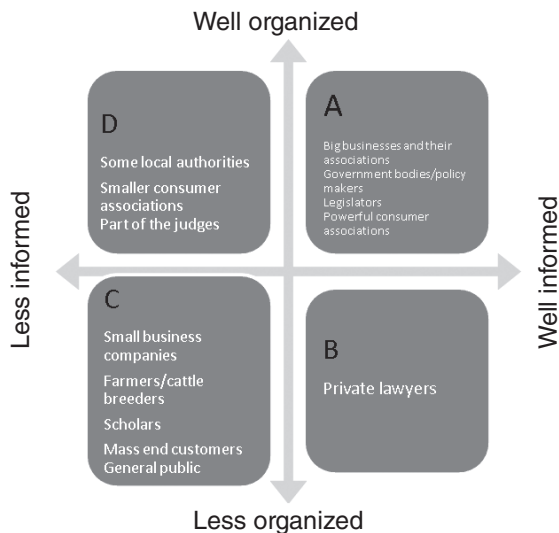 Well organized
D
Some local authorities
Smaller consumer
associations
Part of the judges
A
Big businesses and their
associations
Government bodies/policy
makers
Legislators
Powerful consumer
associations
Less informed
Well informed
C
Small business
companies
Farmers/cattle
breeders
Scholars
Mass end customers
General public
B
Private lawyers
Less organized